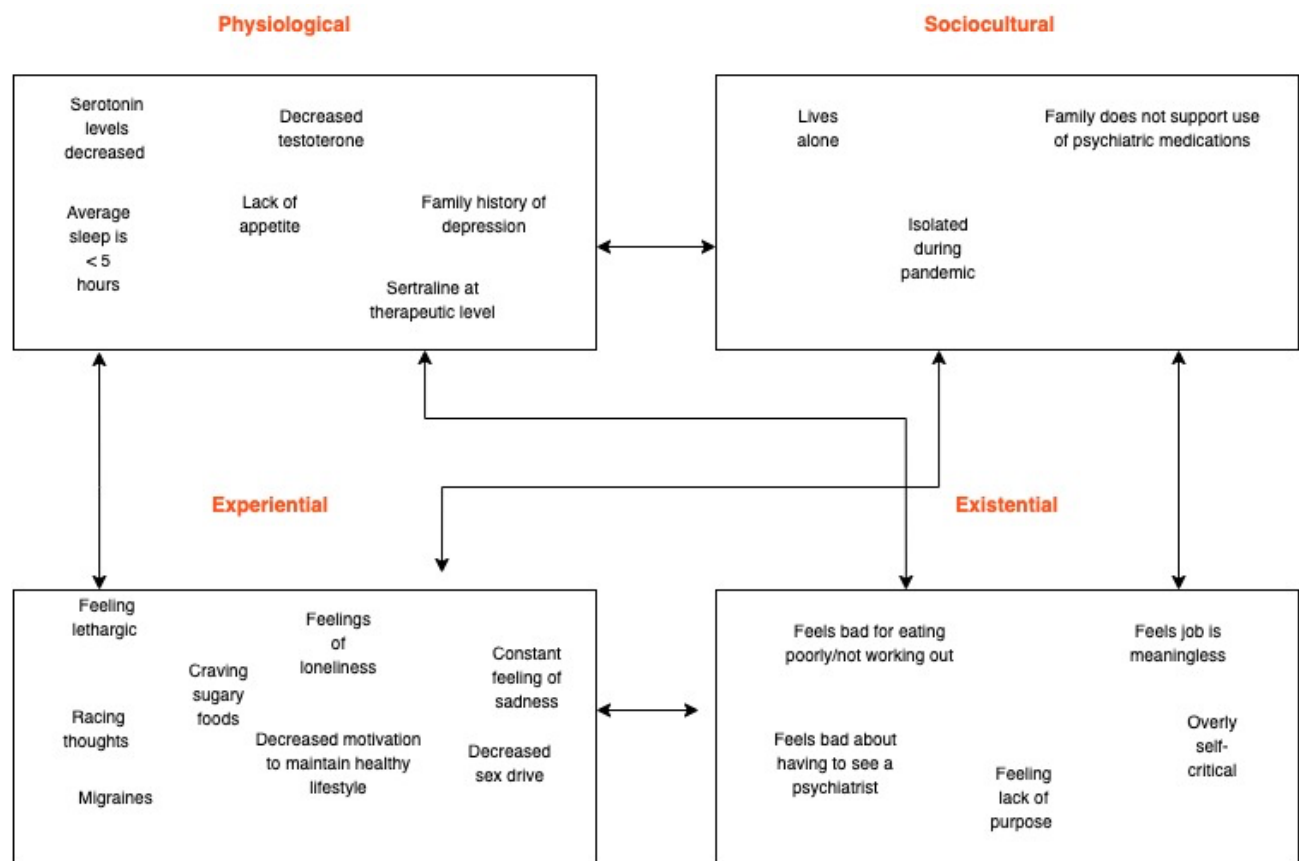 Physiological
Sociocultural
Serotonin
levels
decreased
Decreased
testoterone
Lack of
appetite
Family history of
depression
Average
sleep is
< 5
hours
Sertraline at
therapeutic level
Lives
alone
Family does not support use
of psychiatric medications
Isolated
during
pandemic
Experiential
Existential
Feeling
lethargic
Feelings
of
loneliness
Constant
feeling of
sadness
Craving
sugary
foods
Racing
thoughts
Decreased motivation
to maintain healthy
lifestyle
Decreased
sex drive
Migraines
Feels bad for eating
poorly/not working out
Feels job is
meaningless
Feels bad about
having to see a
psychiatrist
Feeling
lack of
purpose
Overly
self-
critical